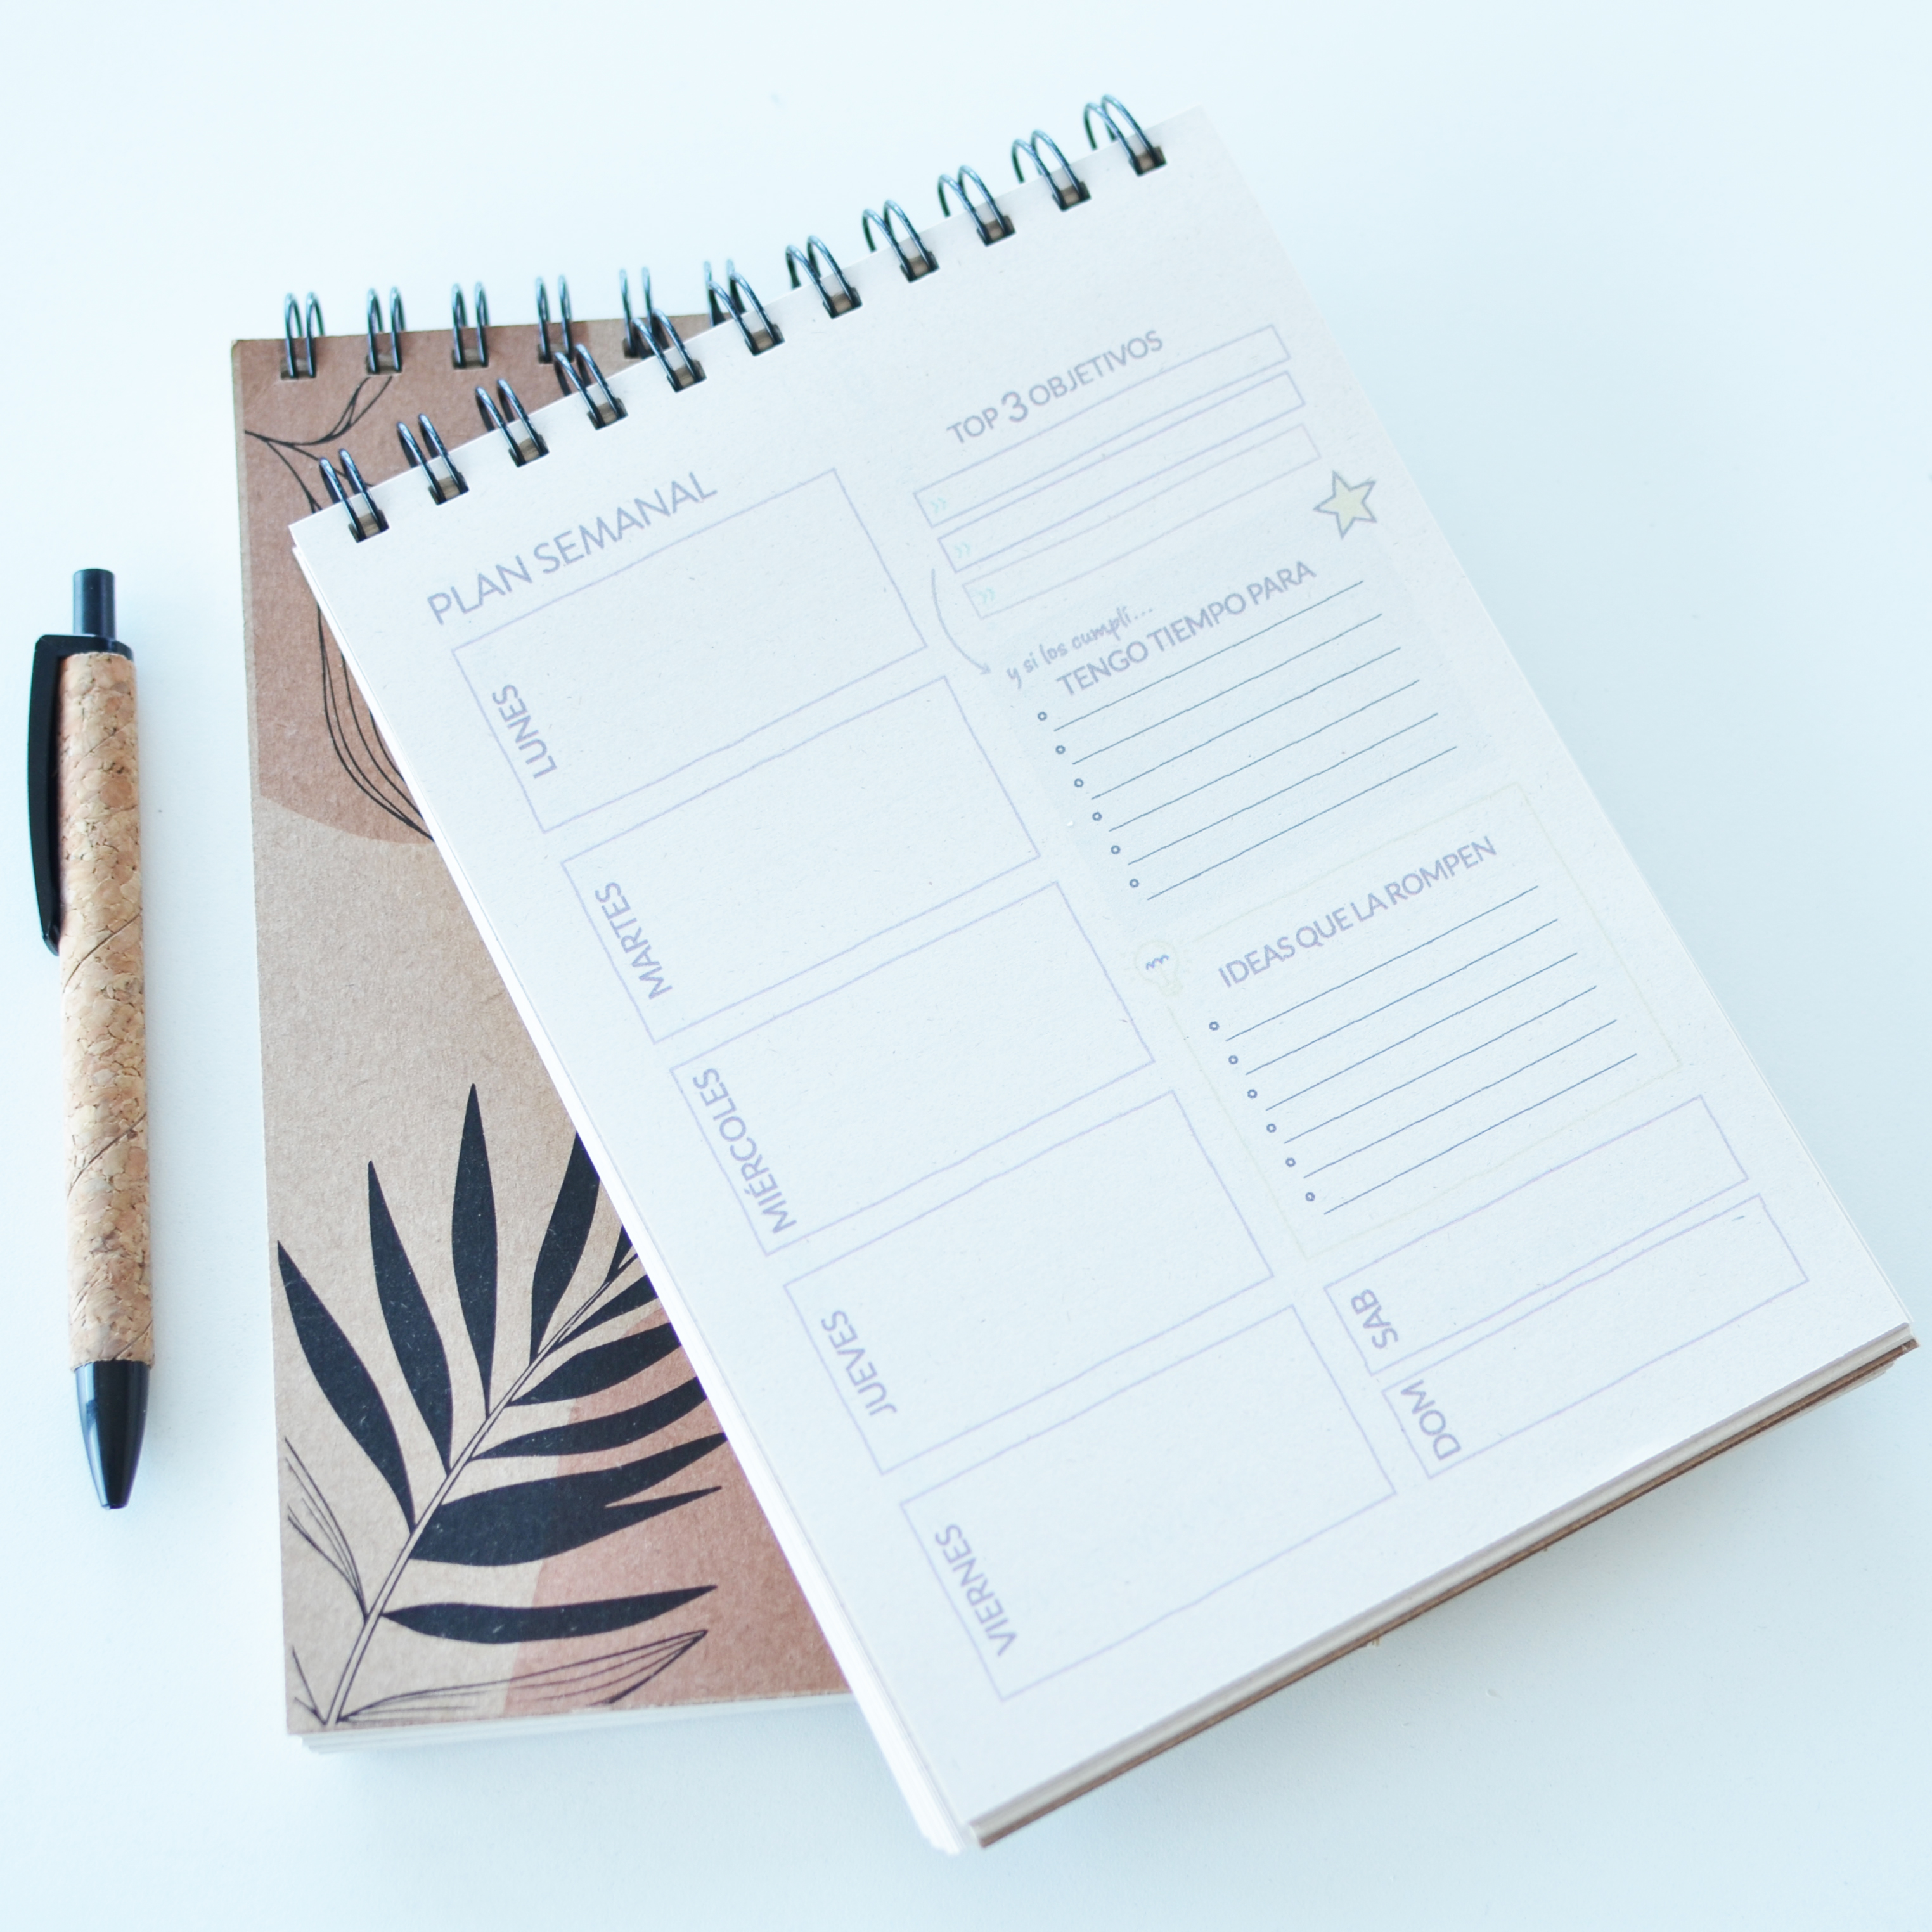 PLAN SEMANAL
LUNES
MARTES
MIÉRCOLES
JUEVES
VIERNES
TOP 3 OBJETIVOS
y si los cumplí...
TENGO TIEMPO PARA
IDEAS QUE LA ROMPEN
SAB
DOM